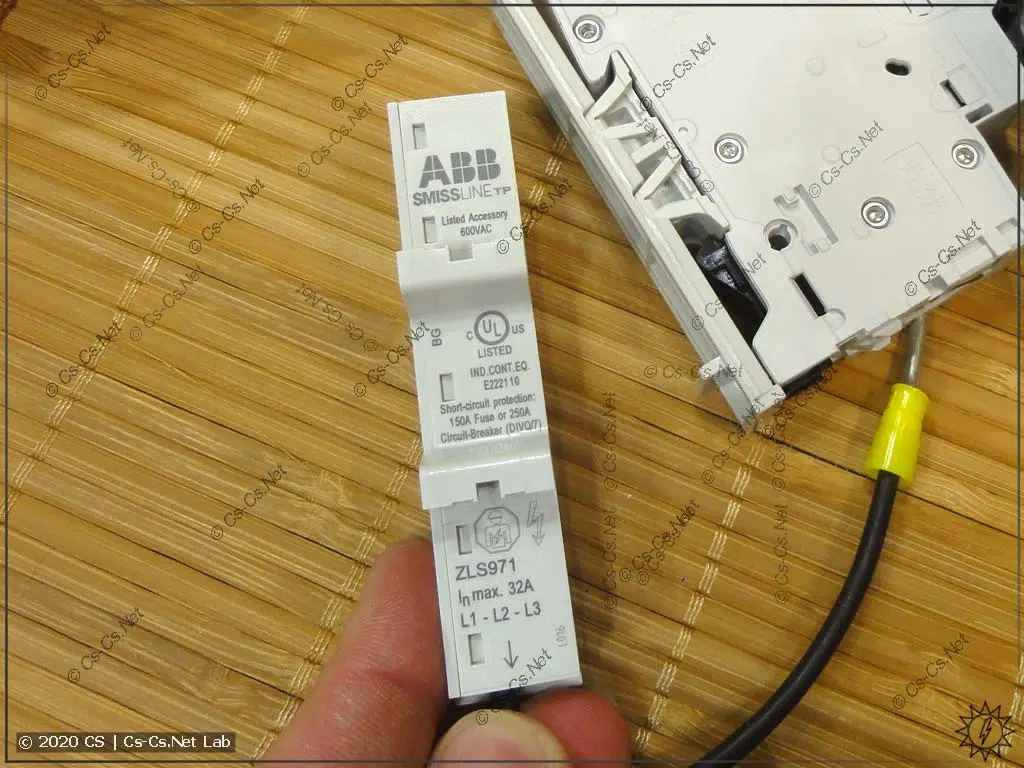 ABB
SMISSLINE TP
Listed Accessory
600VAC
BG
C UL US
LISTED
IND.CONT.EQ.
E222110
Short-circuit protection:
150A Fuse or 250A
Circuit-Breaker (DIVQ/7)
ZLS971
In max. 32A
L1 - L2 - L3
L016
© 2020 CS | Cs-Cs.Net Lab
© Cs-Cs.Net